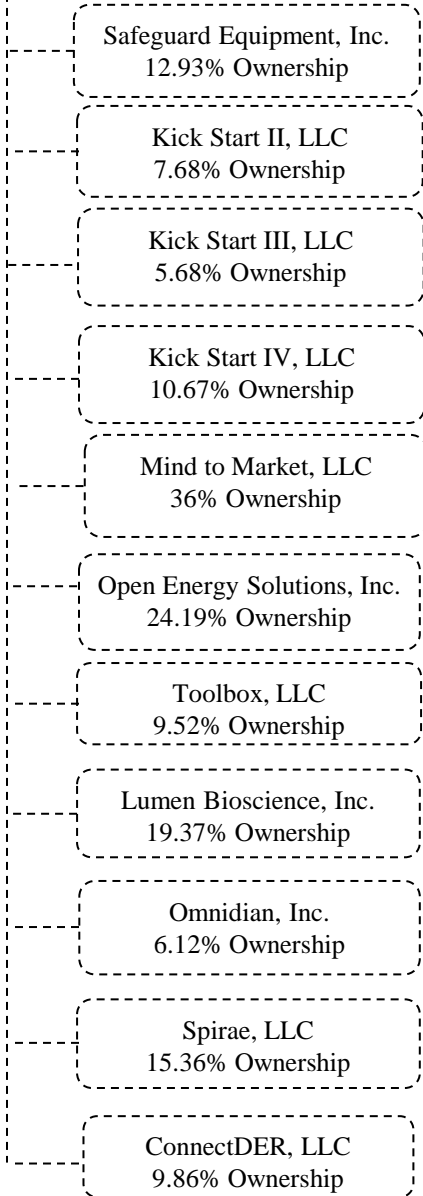 Safeguard Equipment, Inc.
12.93% Ownership
Kick Start II, LLC
7.68% Ownership
Kick Start III, LLC
5.68% Ownership
Kick Start IV, LLC
10.67% Ownership
Mind to Market, LLC
36% Ownership
Open Energy Solutions, Inc.
24.19% Ownership
Toolbox, LLC
9.52% Ownership
Lumen Bioscience, Inc.
19.37% Ownership
Omnidian, Inc.
6.12% Ownership
Spirae, LLC
15.36% Ownership
ConnectDER, LLC
9.86% Ownership